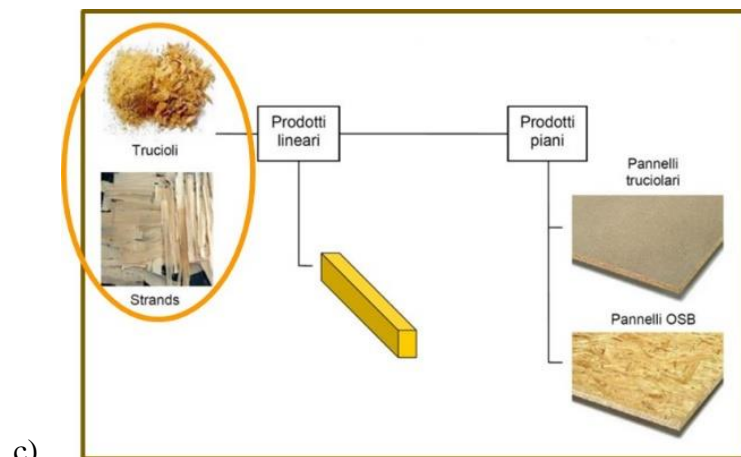 Trucioli
Strands
Prodotti
lineari
Prodotti
piani
Pannelli
truciolari
Pannelli OSB
c)